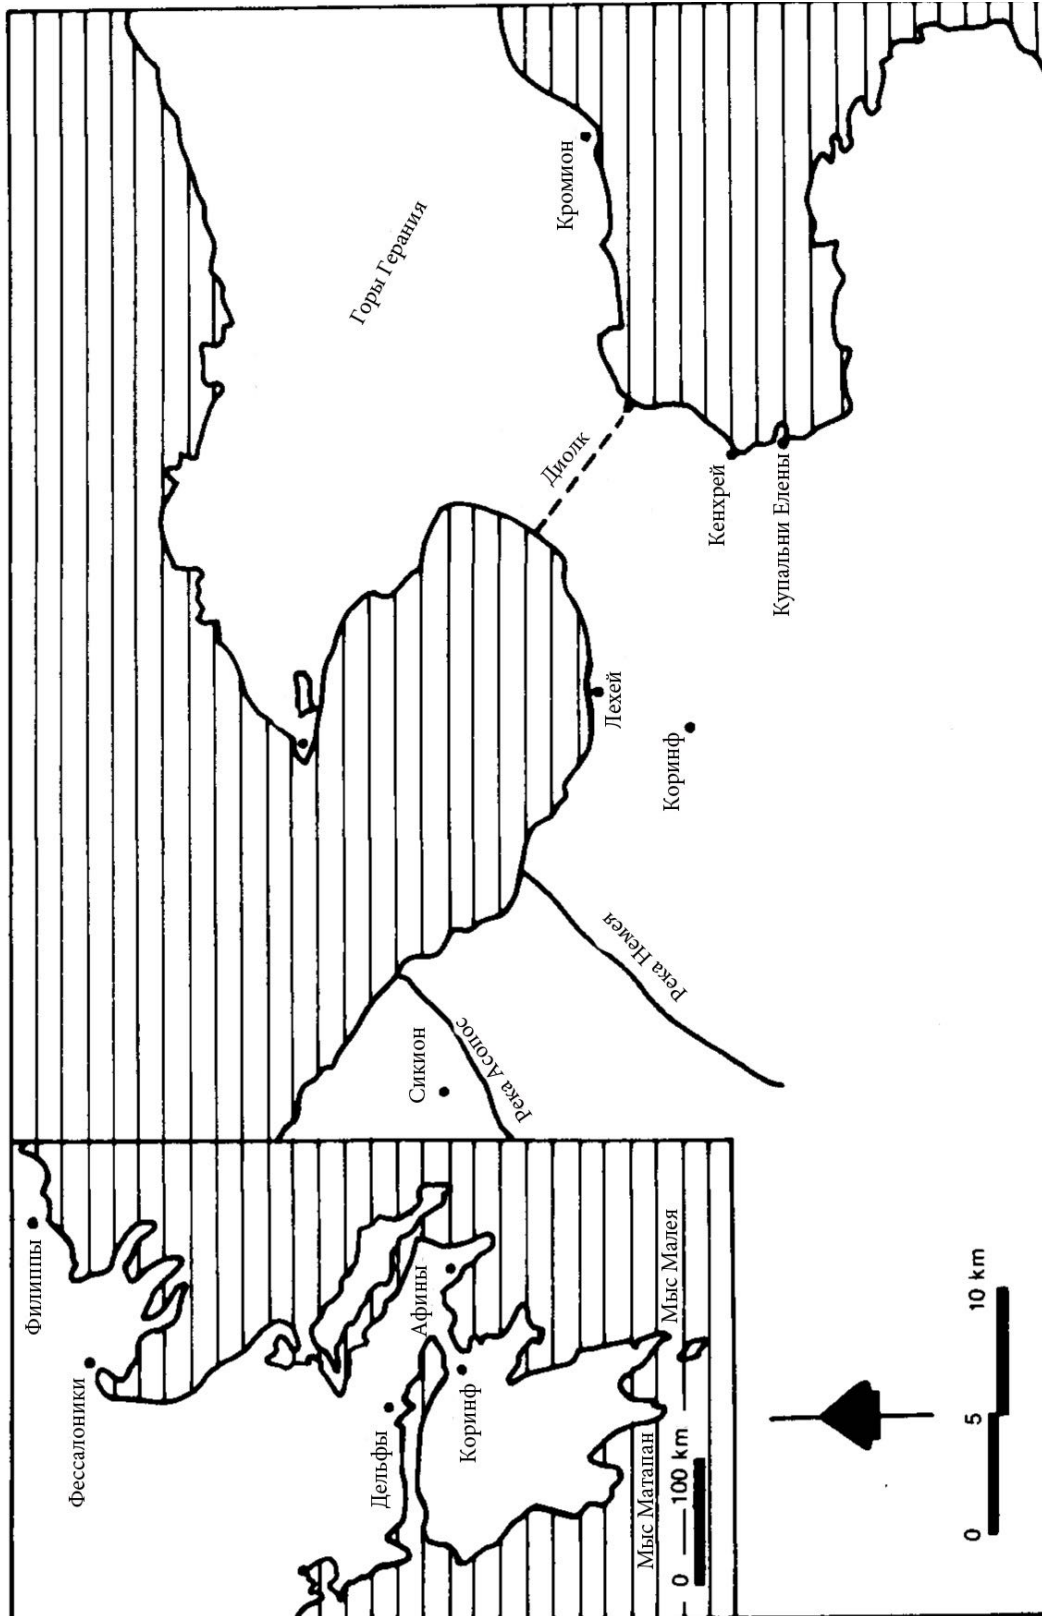 Филиппы
Фессалоники
Дельфы
Афины
Коринф
Мыс Малея
Мыс Матапан
0
100 km
Горы Герания
Кромион
Диолк
Кенхрей
Купальни Елены
Лехей
Коринф
Сикион
Река Асопос
Река Немея
0
5
10 km